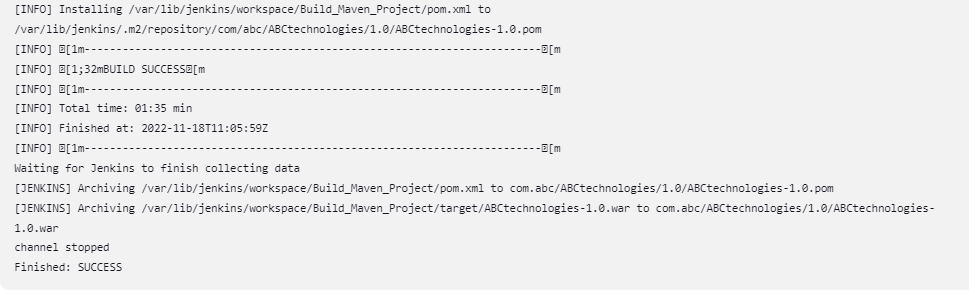 [INFO] Installing /var/lib/jenkins/workspace/Build_Maven_Project/pom.xml to
/var/lib/jenkins/.m2/repository/com/abc/ABCtechnologies/1.0/ABCtechnologies-1.0.pom
[INFO] [1m------------------------------------------------------------------------[m
[INFO] [1;32mBUILD SUCCESS[m
[INFO] [1m------------------------------------------------------------------------[m
[INFO] Total time: 01:35 min
[INFO] Finished at: 2022-11-18T11:05:59Z
[INFO] [1m------------------------------------------------------------------------[m
Waiting for Jenkins to finish collecting data
[JENKINS] Archiving /var/lib/jenkins/workspace/Build_Maven_Project/pom.xml to com.abc/ABCtechnologies/1.0/ABCtechnologies-1.0.pom
[JENKINS] Archiving /var/lib/jenkins/workspace/Build_Maven_Project/target/ABCtechnologies-1.0.war to com.abc/ABCtechnologies/1.0/ABCtechnologies-
1.0.war
channel stopped
Finished: SUCCESS